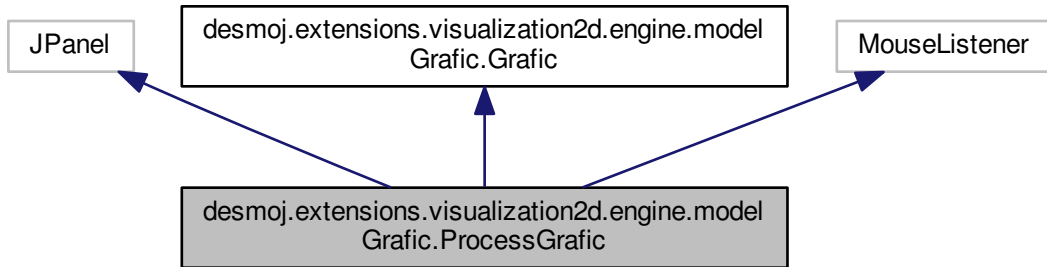 JPanel
desmoj.extensions.visualization2d.engine.model
Grafic.Grafic
MouseListener
desmoj.extensions.visualization2d.engine.model
Grafic.ProcessGrafic